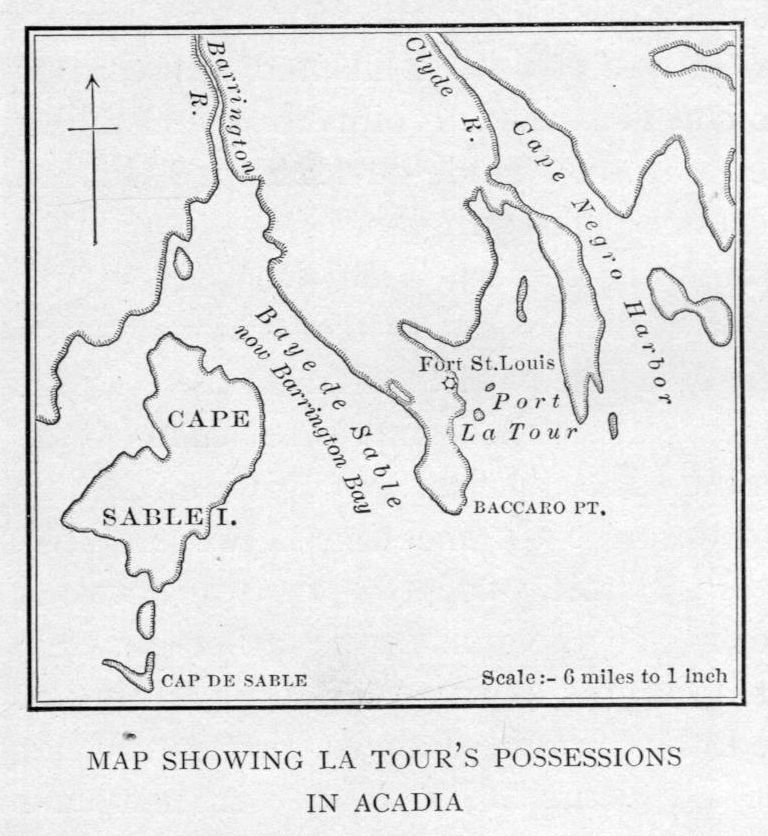 Barrington
R.
Clyde R.
Cape Negro Harbor
Baye de Sable
now Barrington Bay
Fort St.Louis
Port
La Tour
CAPE
SABLE I.
BACCARO PT.
CAP DE SABLE
Scale:- 6 miles to 1 inch
MAP SHOWING LA TOUR'S POSSESSIONS
IN ACADIA